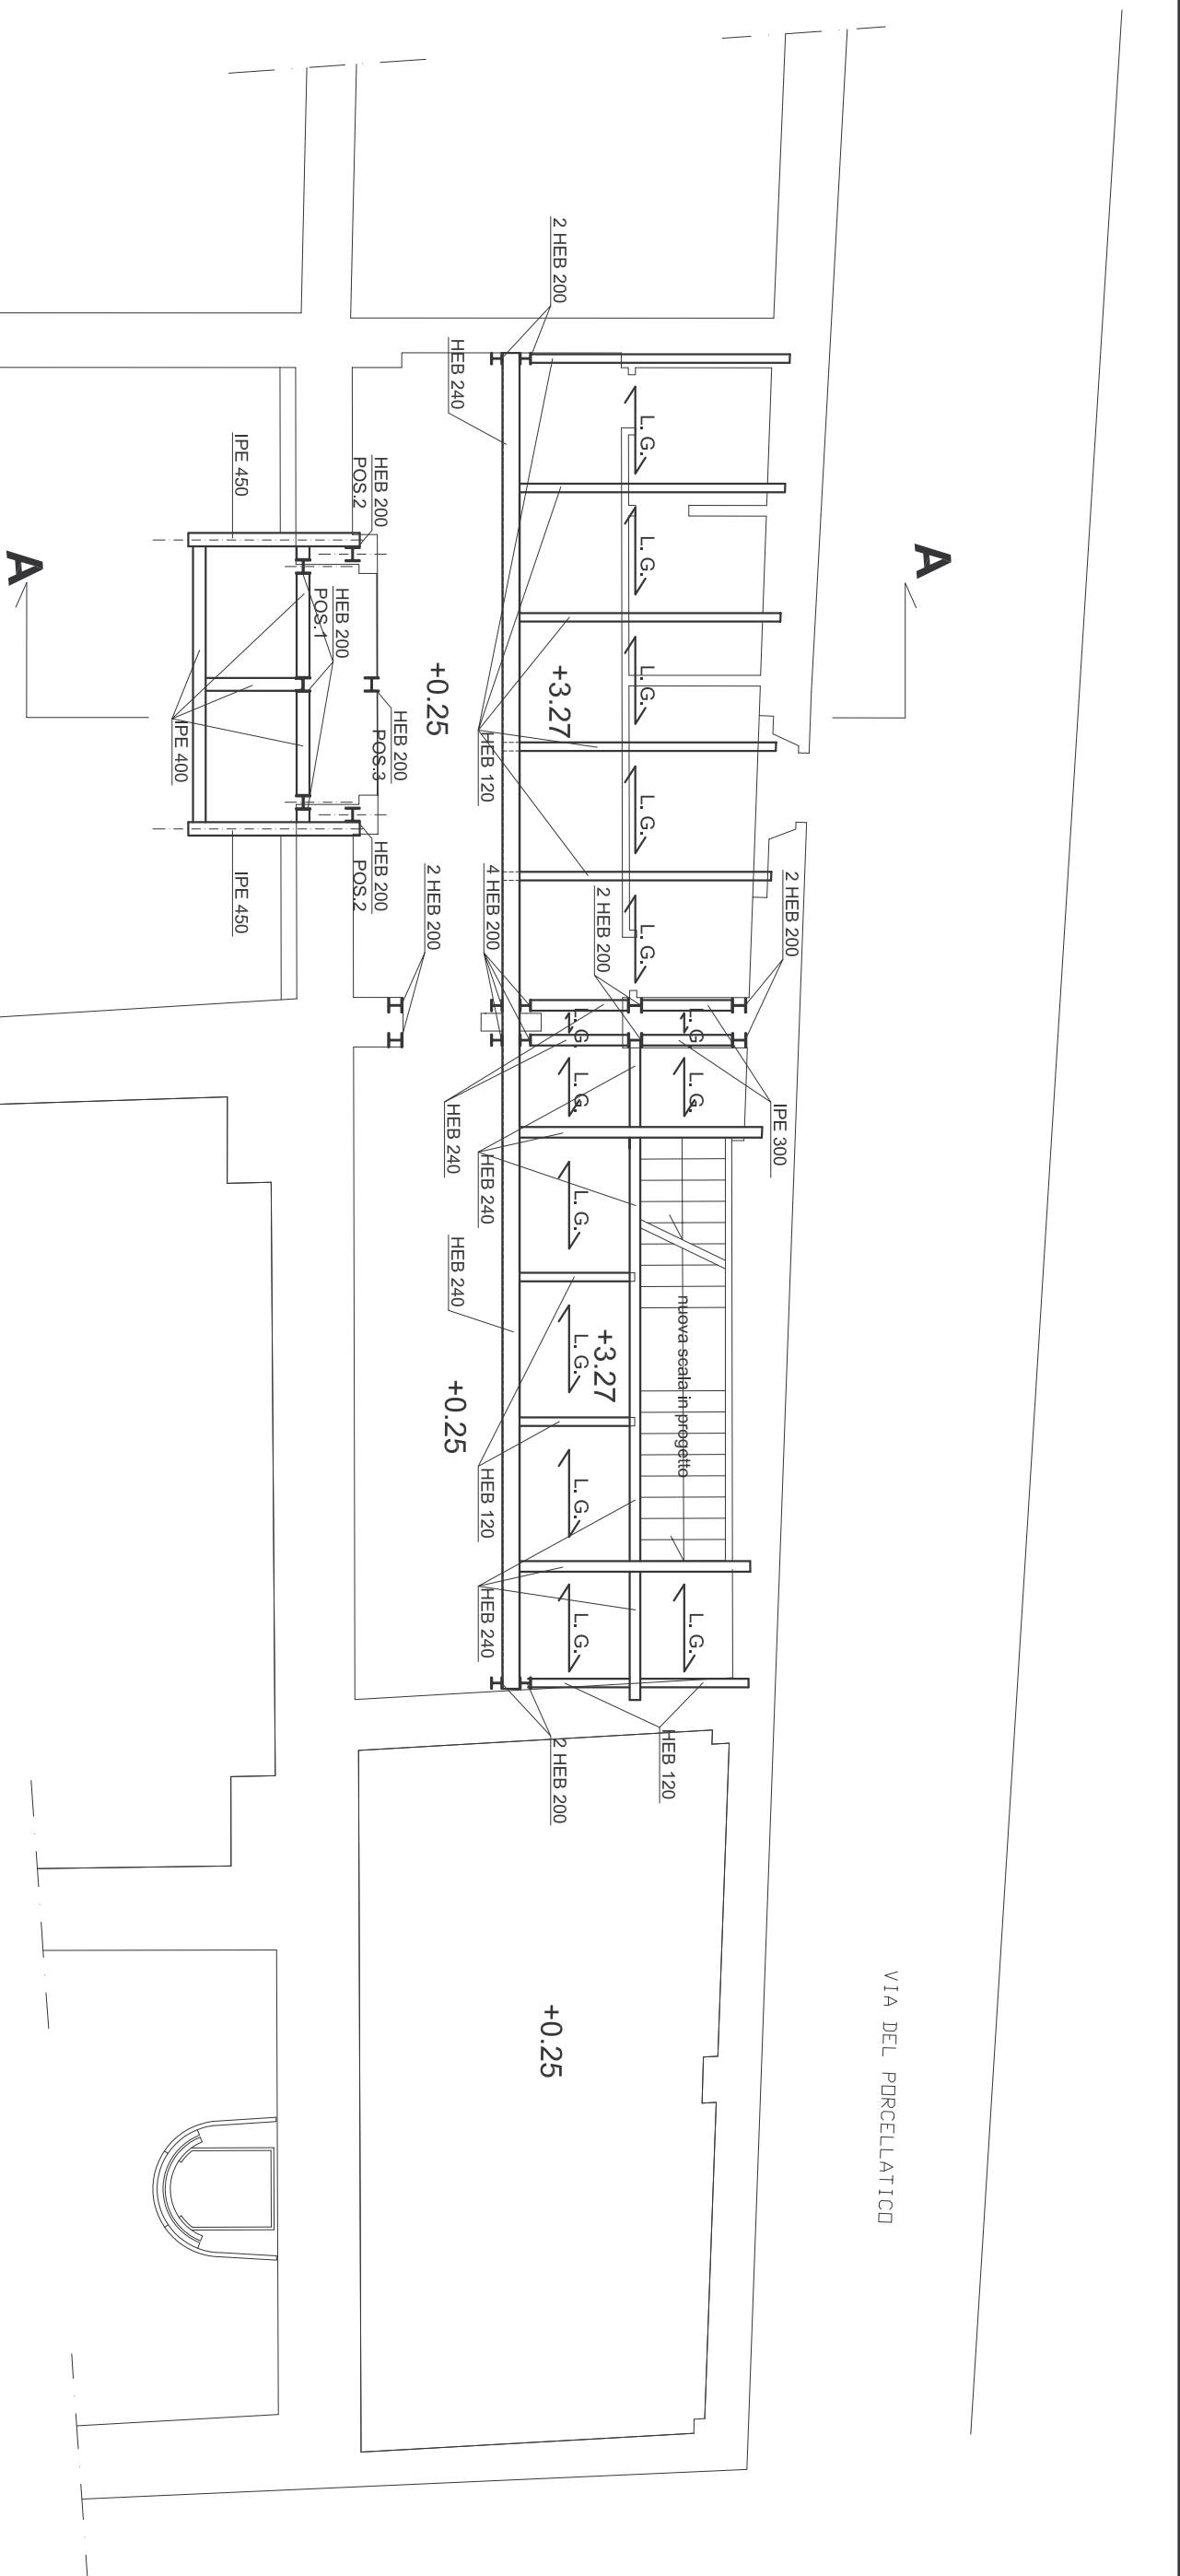 VIA DEL PORCELLATICO
A
A
2 HEB 200
HEB 240
L. G.
L. G.
L. G.
L. G.
L. G.
IPE 450
HEB 200
POS.2
HEB 200
POS.1
IPE 400
HEB 200
POS.3
HEB 200
POS.2
IPE 450
+0.25
+3.27
HEB 120
2 HEB 200
4 HEB 200
2 HEB 200
2 HEB 200
L. G.
L. G.
L. G.
L. G.
IPE 300
HEB 240
HEB 240
L. G.
HEB 240
nuova scala in progetto
+3.27
L. G.
+0.25
L. G.
HEB 120
HEB 240
L. G.
L. G.
2 HEB 200
HEB 120
+0.25